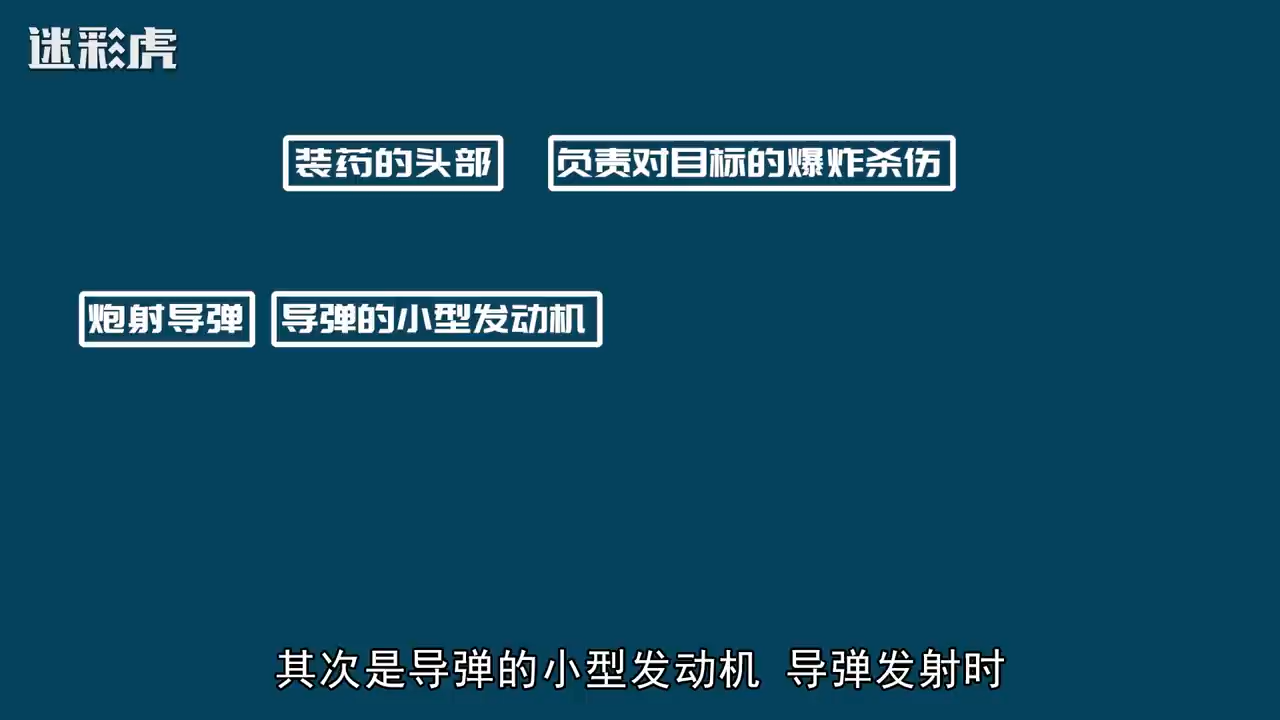 迷彩虎
装药的头部 负责对目标的爆炸杀伤
炮射导弹 导弹的小型发动机
其次是导弹的小型发动机 导弹发射时